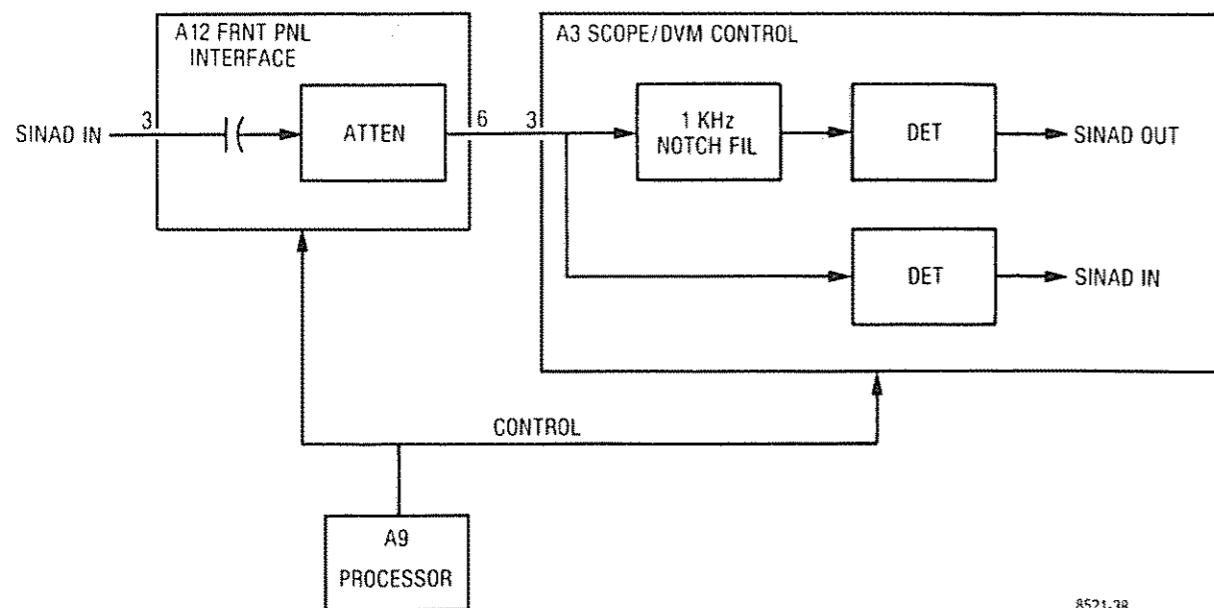 A12 FRNT PNL
INTERFACE
A3 SCOPE/DVM CONTROL
SINAD IN
3
ATTEN
6
3
1 KHz
NOTCH FIL
DET
SINAD OUT
DET
SINAD IN
CONTROL
A9
PROCESSOR
8521-38